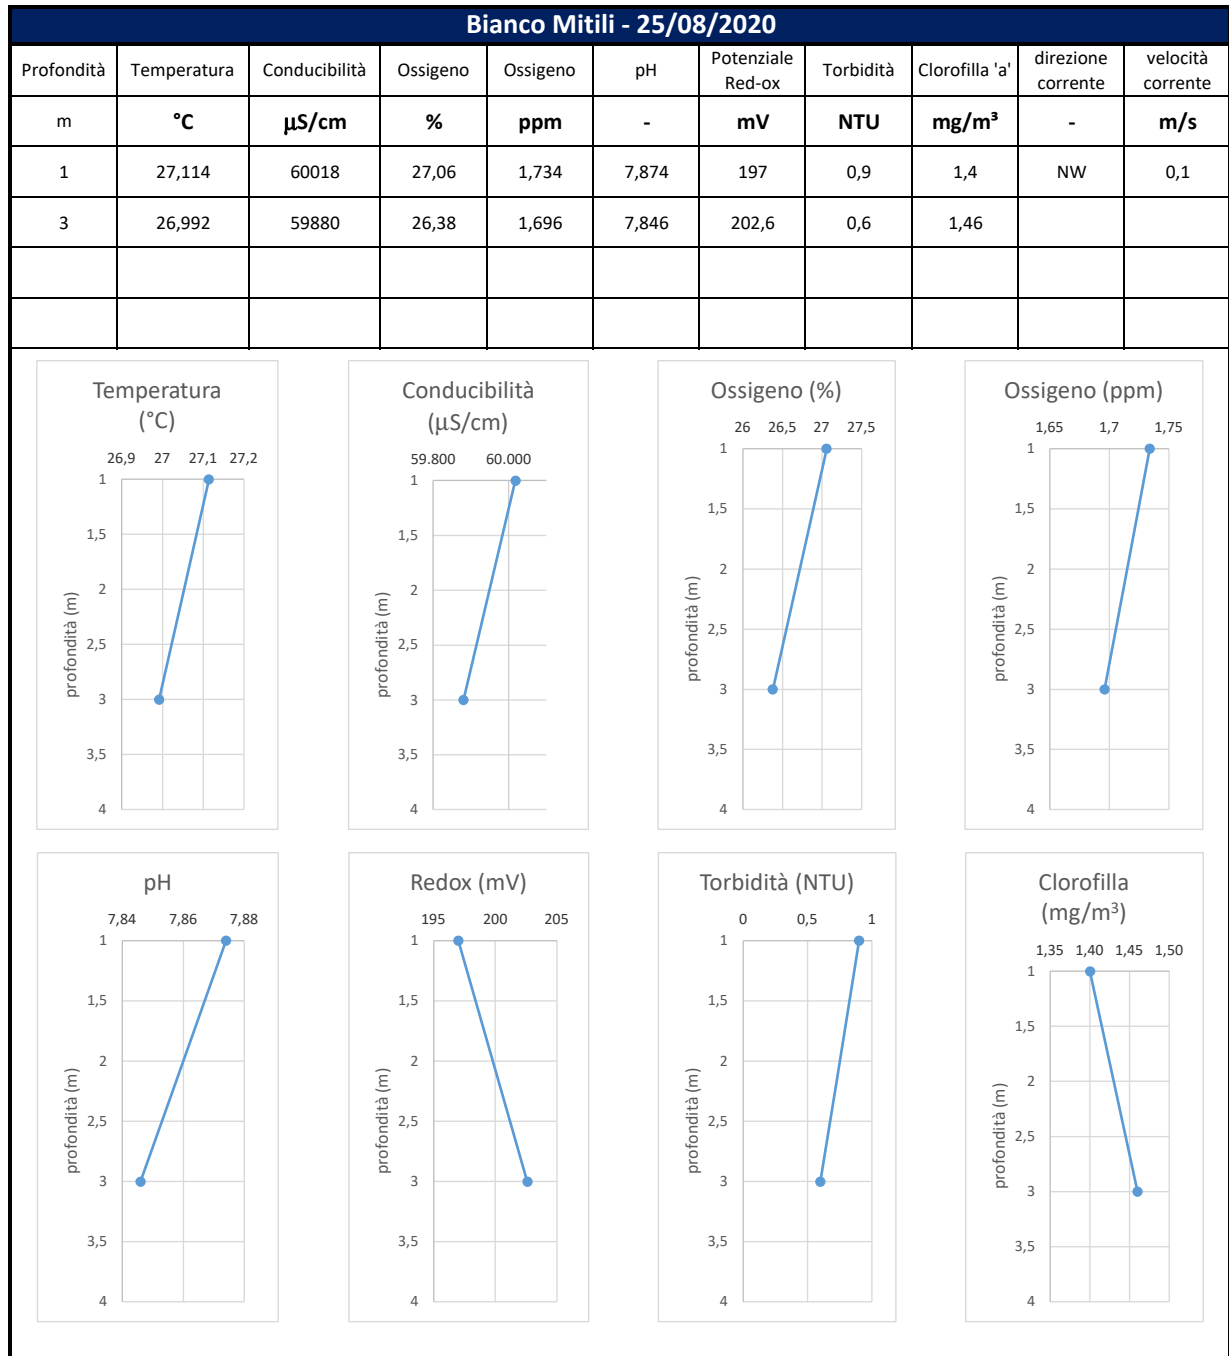 Bianco Mitili - 25/08/2020
Profondità Temperatura Conducibilità Ossigeno Ossigeno pH Potenziale Red-ox Torbidità Clorofilla 'a' direzione corrente velocità corrente
m °C µS/cm % ppm - mV NTU mg/m³ - m/s
1 27,114 60018 27,06 1,734 7,874 197 0,9 1,4 NW 0,1
3 26,992 59880 26,38 1,696 7,846 202,6 0,6 1,46
Temperatura
(°C)
26,9 27 27,1 27,2
1
1,5
2
2,5
3
3,5
4
profondità (m)
Conducibilità
(µS/cm)
59.800 60.000
1
1,5
2
2,5
3
3,5
4
profondità (m)
Ossigeno (%)
26 26,5 27 27,5
1
1,5
2
2,5
3
3,5
4
profondità (m)
Ossigeno (ppm)
1,65 1,7 1,75
1
1,5
2
2,5
3
3,5
4
profondità (m)
pH
7,84 7,86 7,88
1
1,5
2
2,5
3
3,5
4
profondità (m)
Redox (mV)
195 200 205
1
1,5
2
2,5
3
3,5
4
profondità (m)
Torbidità (NTU)
0 0,5 1
1
1,5
2
2,5
3
3,5
4
profondità (m)
Clorofilla
(mg/m³)
1,35 1,40 1,45 1,50
1
1,5
2
2,5
3
3,5
4
profondità (m)